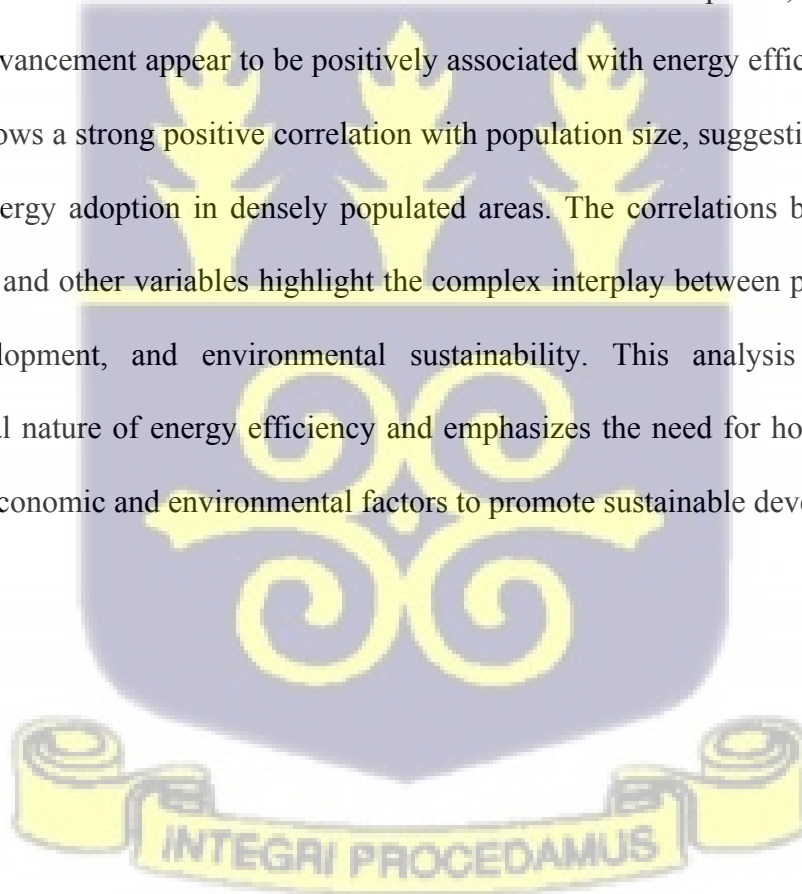 vancement appear to be positively associated with energy effic
ows a strong positive correlation with population size, suggesti
ergy adoption in densely populated areas. The correlations b
and other variables highlight the complex interplay between p
lopment, and environmental sustainability. This analysis
l nature of energy efficiency and emphasizes the need for ho
conomic and environmental factors to promote sustainable deve
INTEGRI PROCEDAMUS